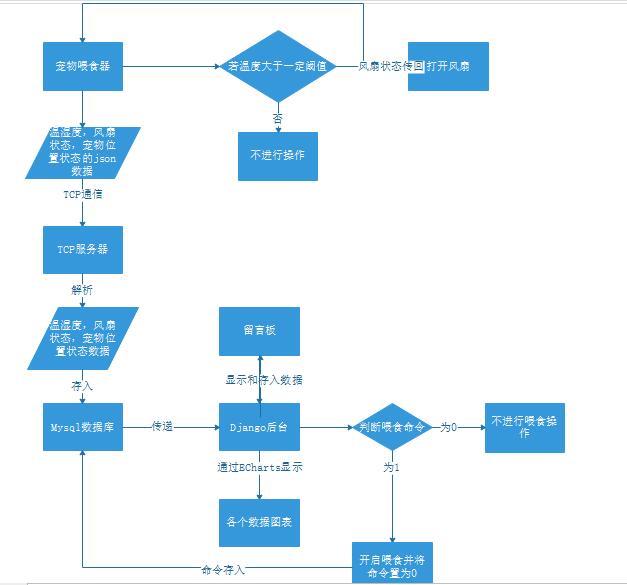 宠物喂食器
若温度大于一定阈值
风扇状态传回
打开风扇
否
不进行操作
温湿度，风扇
状态，宠物位
置状态的json
数据
TCP通信
TCP服务器
解析
温湿度，风扇
状态，宠物位
置状态数据
存入
留言板
显示和存入数据
Mysql数据库
传递
Django后台
判断喂食命令
为0
不进行喂食操
作
通过ECharts显示
为1
各个数据图表
开启喂食并将
命令置为0
命令存入